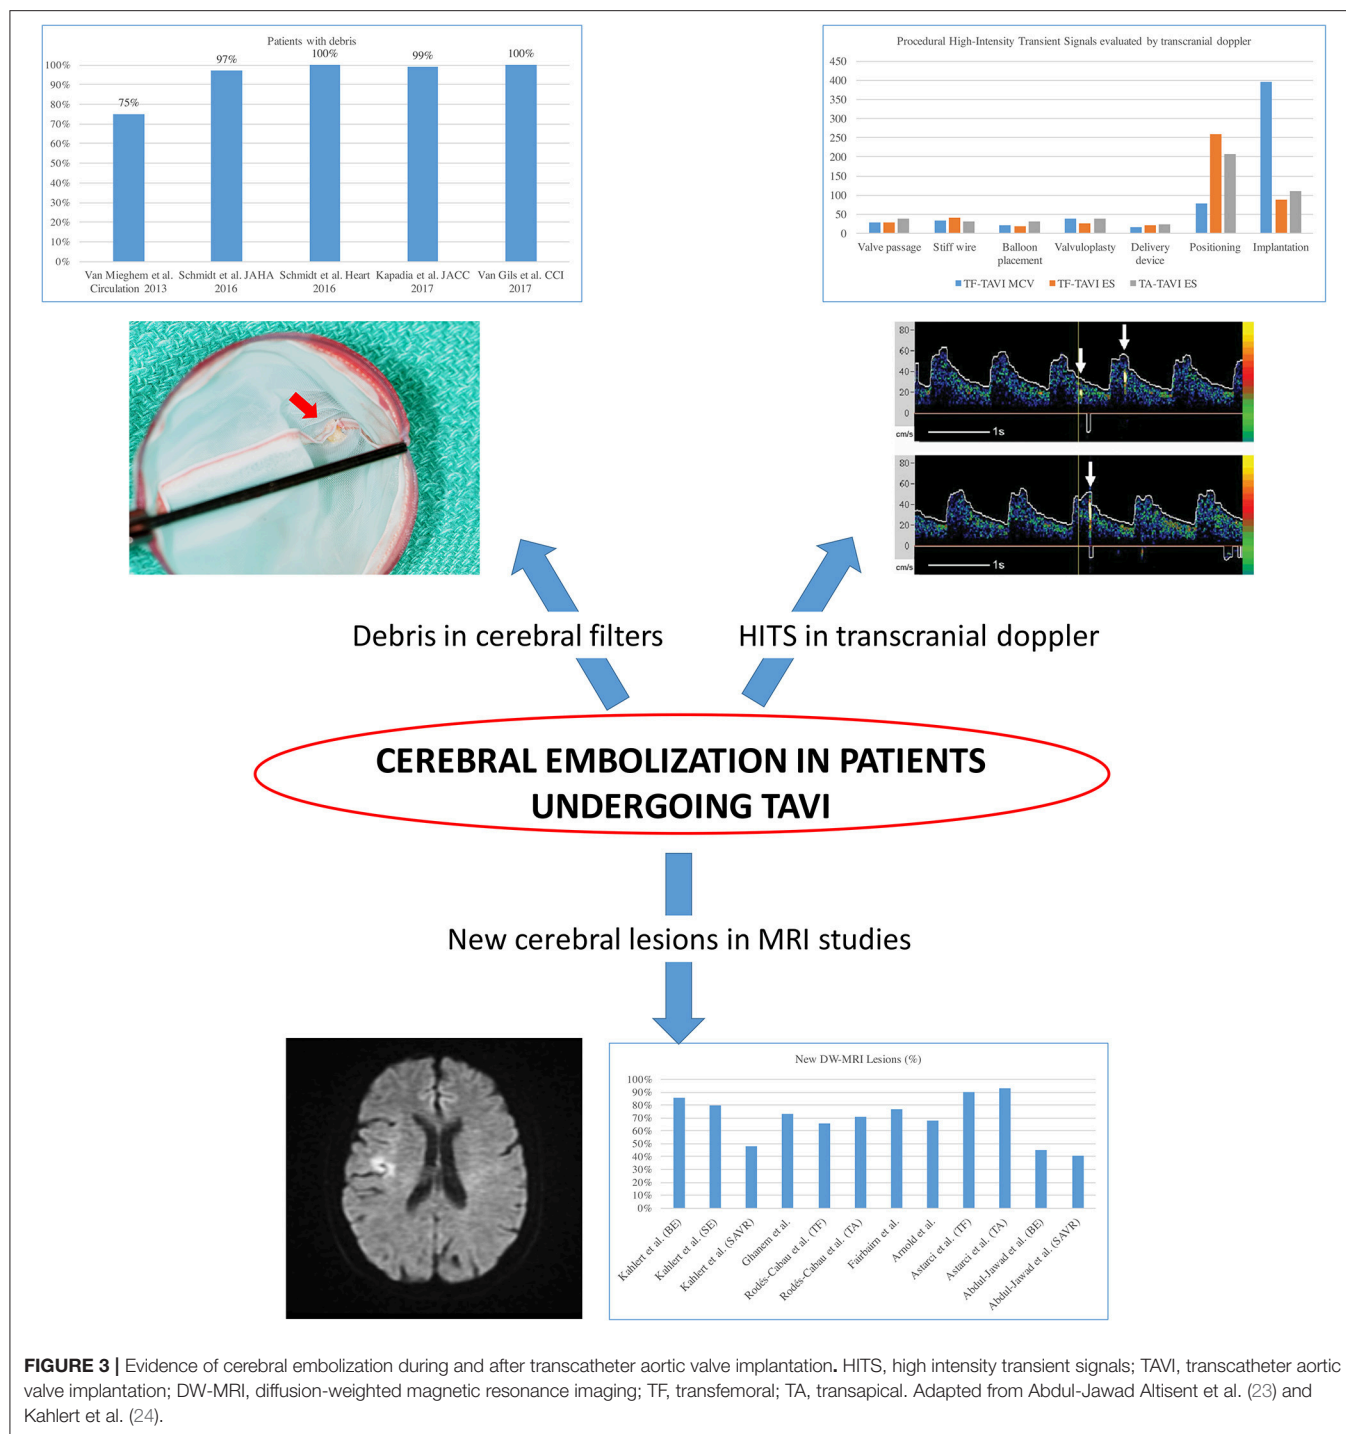 Patients with debris
100%
90%
80%
70%
60%
50%
40%
30%
20%
10%
0%
75%
97%
100%
99%
100%
Van Mieghem et al. Circulation 2013
Schmidt et al. JAHA 2016
Schmidt et al. Heart 2016
Kapadia et al. JACC 2017
Van Gils et al. CCI 2017
Procedural High-Intensity Transient Signals evaluated by transcranial doppler
450
400
350
300
250
200
150
100
50
0
Valve passage
Stiff wire
Balloon placement
Valvuloplasty
Delivery device
Positioning
Implantation
TF-TAVI MCV
TF-TAVI ES
TA-TAVI ES
80
60
40
20
0
cm/s
1s
80
60
40
20
0
cm/s
1s
Debris in cerebral filters
HITS in transcranial doppler
CEREBRAL EMBOLIZATION IN PATIENTS
UNDERGOING TAVI
New cerebral lesions in MRI studies
New DW-MRI Lesions (%)
100%
90%
80%
70%
60%
50%
40%
30%
20%
10%
0%
Kahlert et al. (BE)
Kahlert et al. (SE)
Kahlert et al. (SAVR)
Ghanem et al.
Rodés-Cabau et al. (TF)
Rodés-Cabau et al. (TA)
Fairbairn et al.
Arnold et al.
Astarci et al. (TF)
Astarci et al. (TA)
Abdul-Jawad et al. (BE)
Abdul-Jawad et al. (SAVR)
FIGURE 3 | Evidence of cerebral embolization during and after transcatheter aortic valve implantation. HITS, high intensity transient signals; TAVI, transcatheter aortic
valve implantation; DW-MRI, diffusion-weighted magnetic resonance imaging; TF, transfemoral; TA, transapical. Adapted from Abdul-Jawad Altisent et al. (23) and
Kahlert et al. (24).